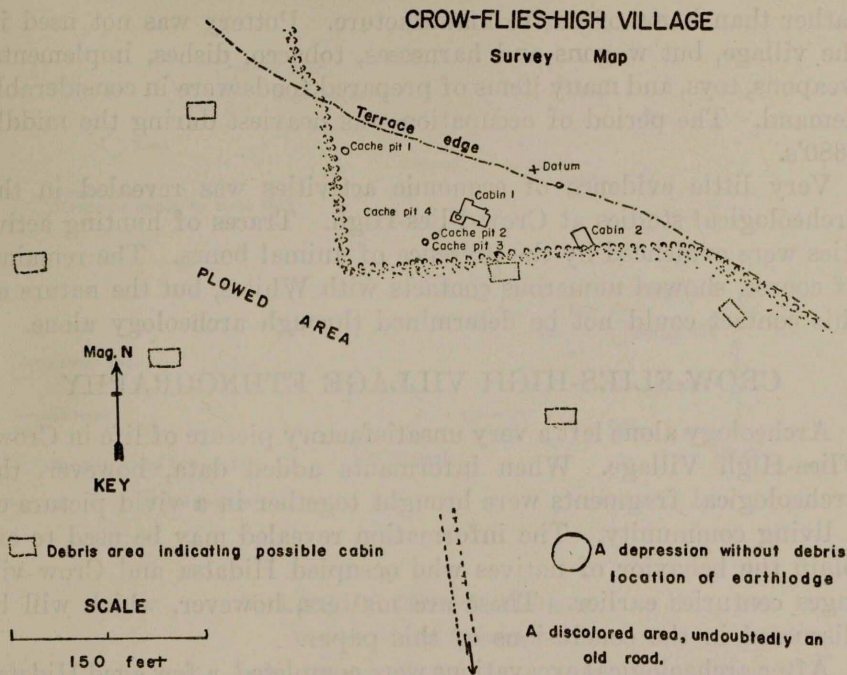 CROW-FLIES-HIGH VILLAGE
Survey Map
Terrace edge
Cache pit 1
Datum
Cabin 1
Cache pit 4
Cabin 2
Cache pit 2
Cache pit 3
PLOWED AREA
Mag. N
KEY
Debris area indicating possible cabin
A depression without debris
location of earthlodge
SCALE
150 feet
A discolored area, undoubtedly an
old road.